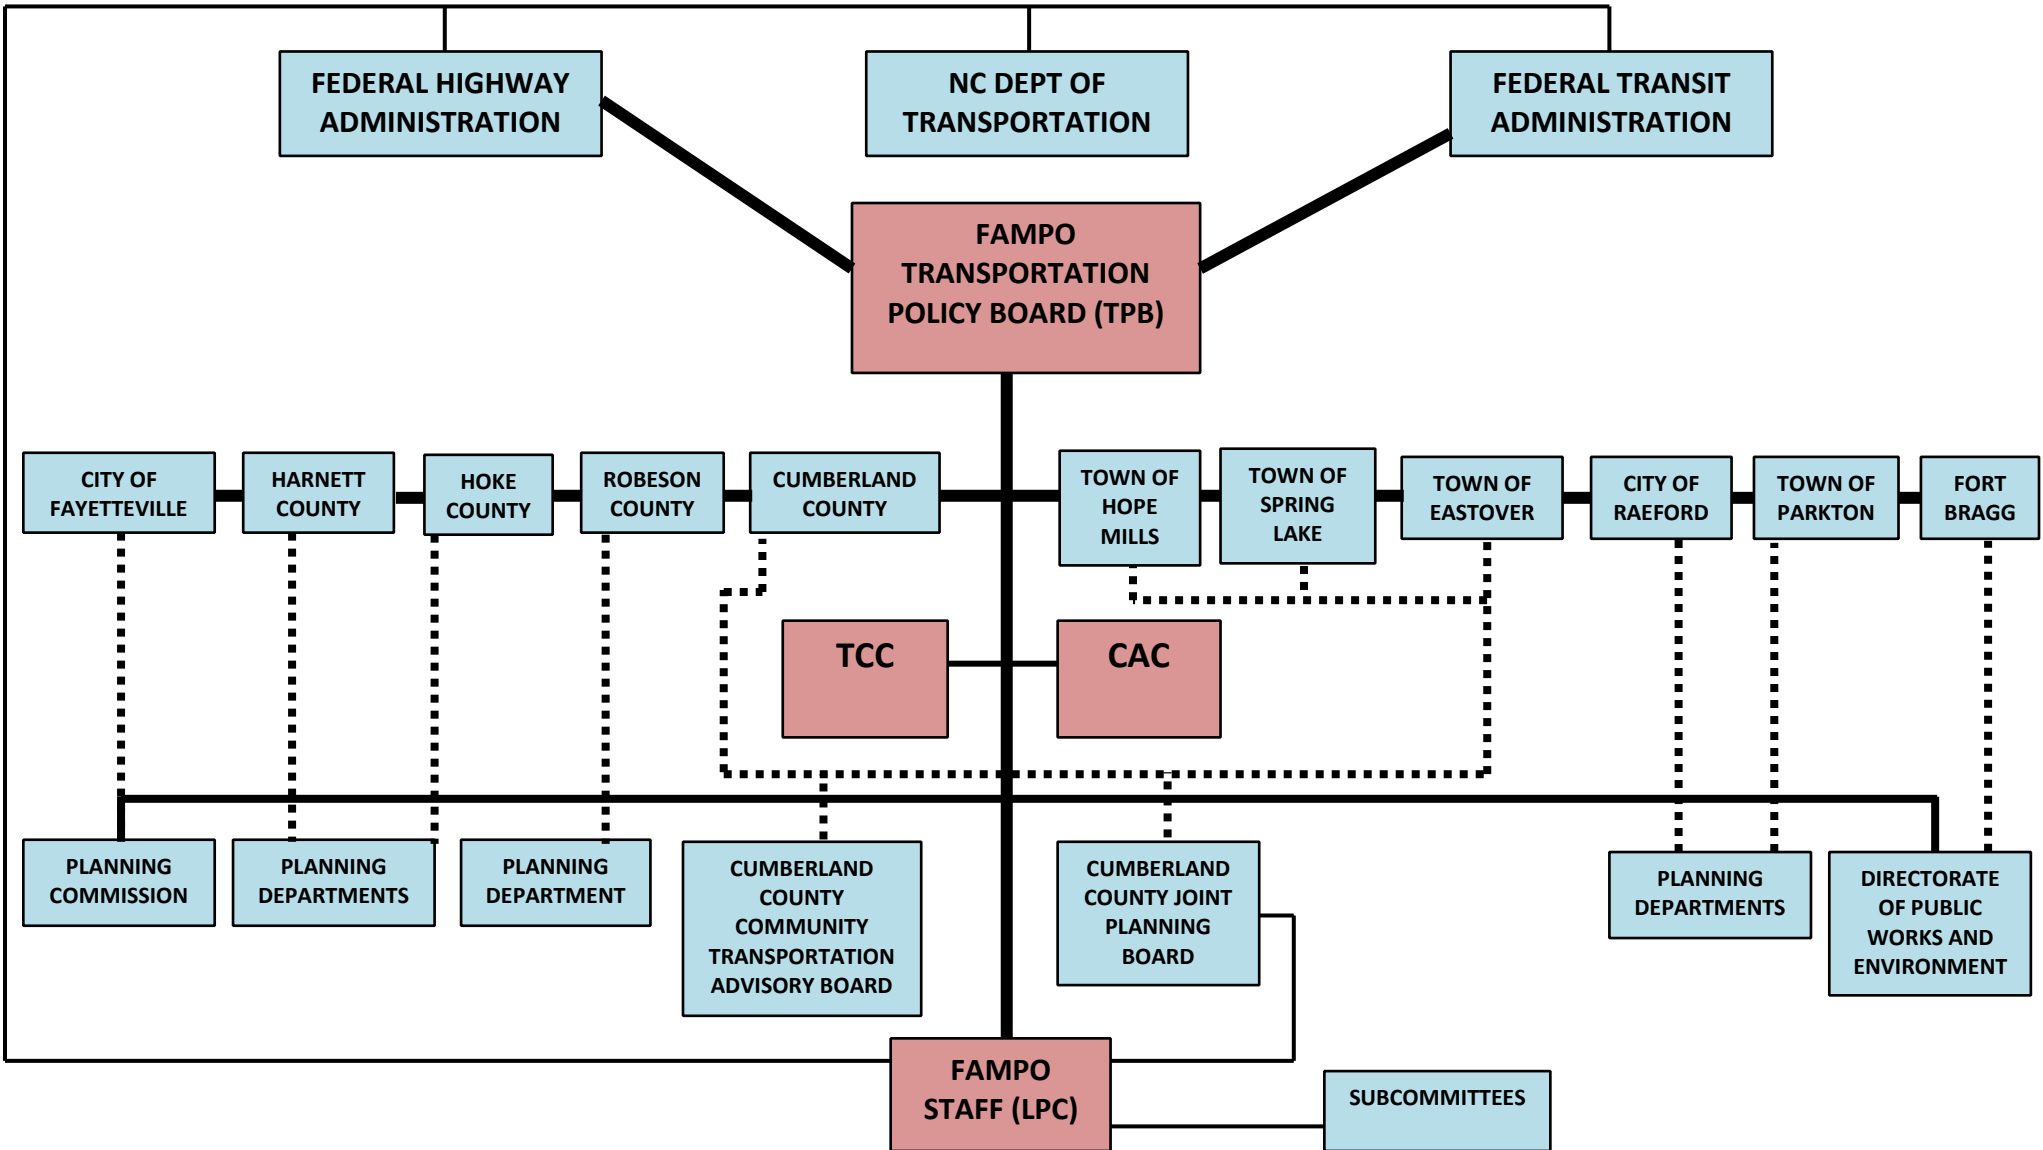 FEDERAL HIGHWAY
ADMINISTRATION
NC DEPT OF
TRANSPORTATION
FEDERAL TRANSIT
ADMINISTRATION
FAMPO
TRANSPORTATION
POLICY BOARD (TPB)
CITY OF
FAYETTEVILLE
HARNETT
COUNTY
HOKE
COUNTY
ROBESON
COUNTY
CUMBERLAND
COUNTY
TOWN OF
HOPE
MILLS
TOWN OF
SPRING
LAKE
TOWN OF
EASTOVER
CITY OF
RAEFORD
TOWN OF
PARKTON
FORT
BRAGG
TCC
CAC
PLANNING
COMMISSION
PLANNING
DEPARTMENTS
PLANNING
DEPARTMENT
CUMBERLAND
COUNTY
COMMUNITY
TRANSPORTATION
ADVISORY BOARD
CUMBERLAND
COUNTY JOINT
PLANNING
BOARD
PLANNING
DEPARTMENTS
DIRECTORATE
OF PUBLIC
WORKS AND
ENVIRONMENT
FAMPO
STAFF (LPC)
SUBCOMMITTEES